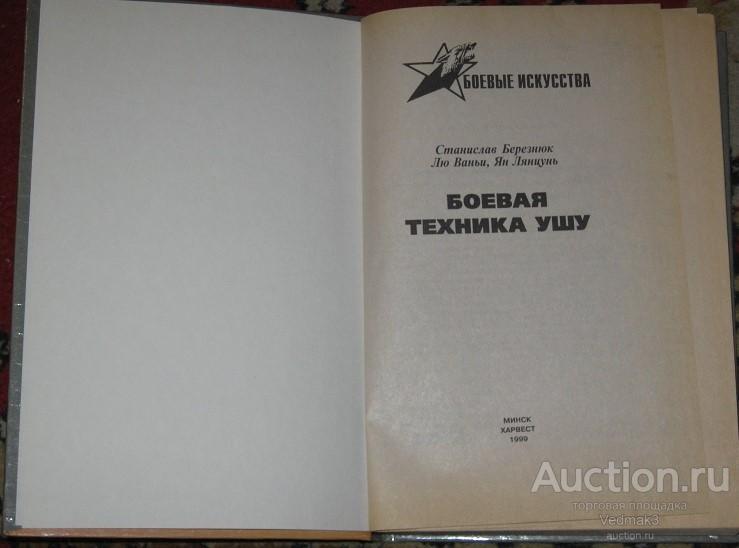 БОЕВЫЕ ИСКУССТВА
Станислав Березнюк
Лю Ваньи, Ян Лянцунь
БОЕВАЯ
ТЕХНИКА УШУ
МИНСК
ХАРВЕСТ
1999
Auction.ru
торговая площадка
Vedmak3
auction.ru